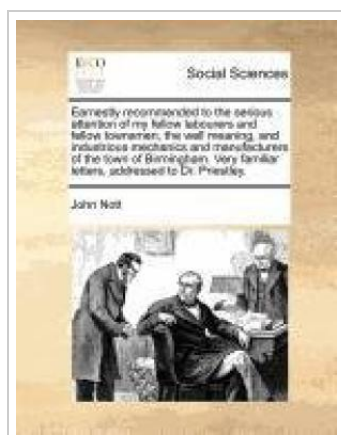 ECCO
Social Sciences
Earnestly recommended to the serious
attention of my fellow labourers and
fellow townsmen, the well meaning, and
industrious mechanics and manufacturers
of the town of Birmingham. Very familiar
letters, addressed to Dr. Priestley.
John Nott